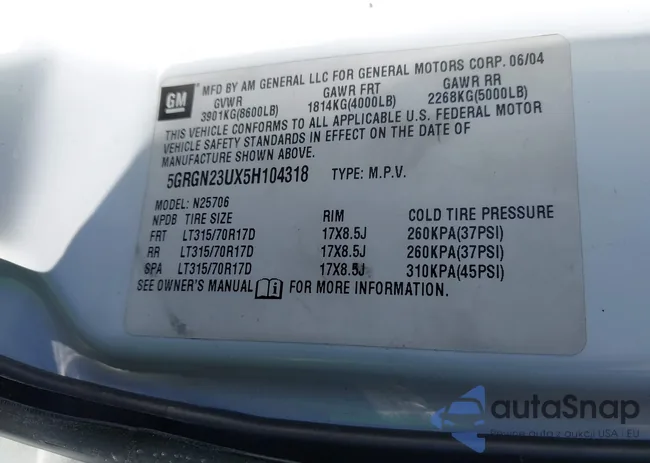 GM
MFD BY AM GENERAL LLC FOR GENERAL MOTORS CORP. 06/04
GVWR GAWR FRT GAWR RR
3901KG(8600LB) 1814KG(4000LB) 2268KG(5000LB)
THIS VEHICLE CONFORMS TO ALL APPLICABLE U.S. FEDERAL MOTOR
VEHICLE SAFETY STANDARDS IN EFFECT ON THE DATE OF
MANUFACTURE SHOWN ABOVE.
5GRGN23UX5H104318 TYPE: M.P.V.
MODEL: N25706
NPDB TIRE SIZE RIM COLD TIRE PRESSURE
FRT LT315/70R17D 17X8.5J 260KPA(37PSI)
RR LT315/70R17D 17X8.5J 260KPA(37PSI)
SPA LT315/70R17D 17X8.5J 310KPA(45PSI)
SEE OWNER'S MANUAL FOR MORE INFORMATION.
autaSnap
z aukcji USA - EU